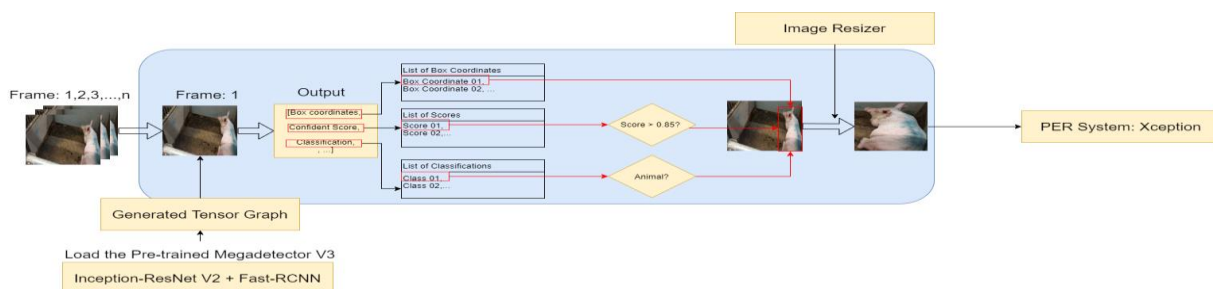 Image Resizer
Frame: 1,2,3,...,n
Frame: 1
Output
[Box coordinates,
Confident Score,
Classification,
, ...]
List of Box Coordinates
Box Coordinate 01,
Box Coordinate 02, ...
List of Scores
Score 01,
Score 02,...
List of Classifications
Class 01,
Class 02,...
Score > 0.85?
Animal?
PER System: Xception
Generated Tensor Graph
Load the Pre-trained Megadetector V3
Inception-ResNet V2 + Fast-RCNN